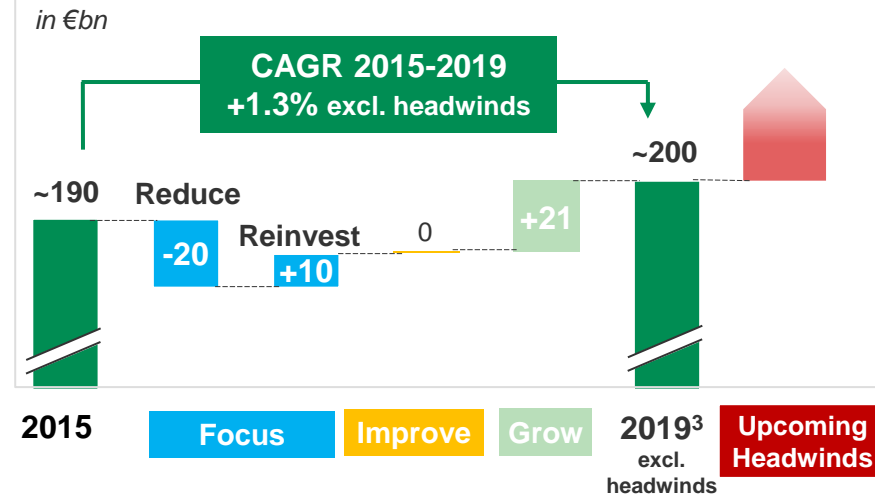 in €bn
CAGR 2015-2019
+1.3% excl. headwinds
~200
~190
Reduce
Reinvest
0
+21
-20
+10
2015
Focus
Improve
Grow
2019³
excl.
headwinds
Upcoming
Headwinds